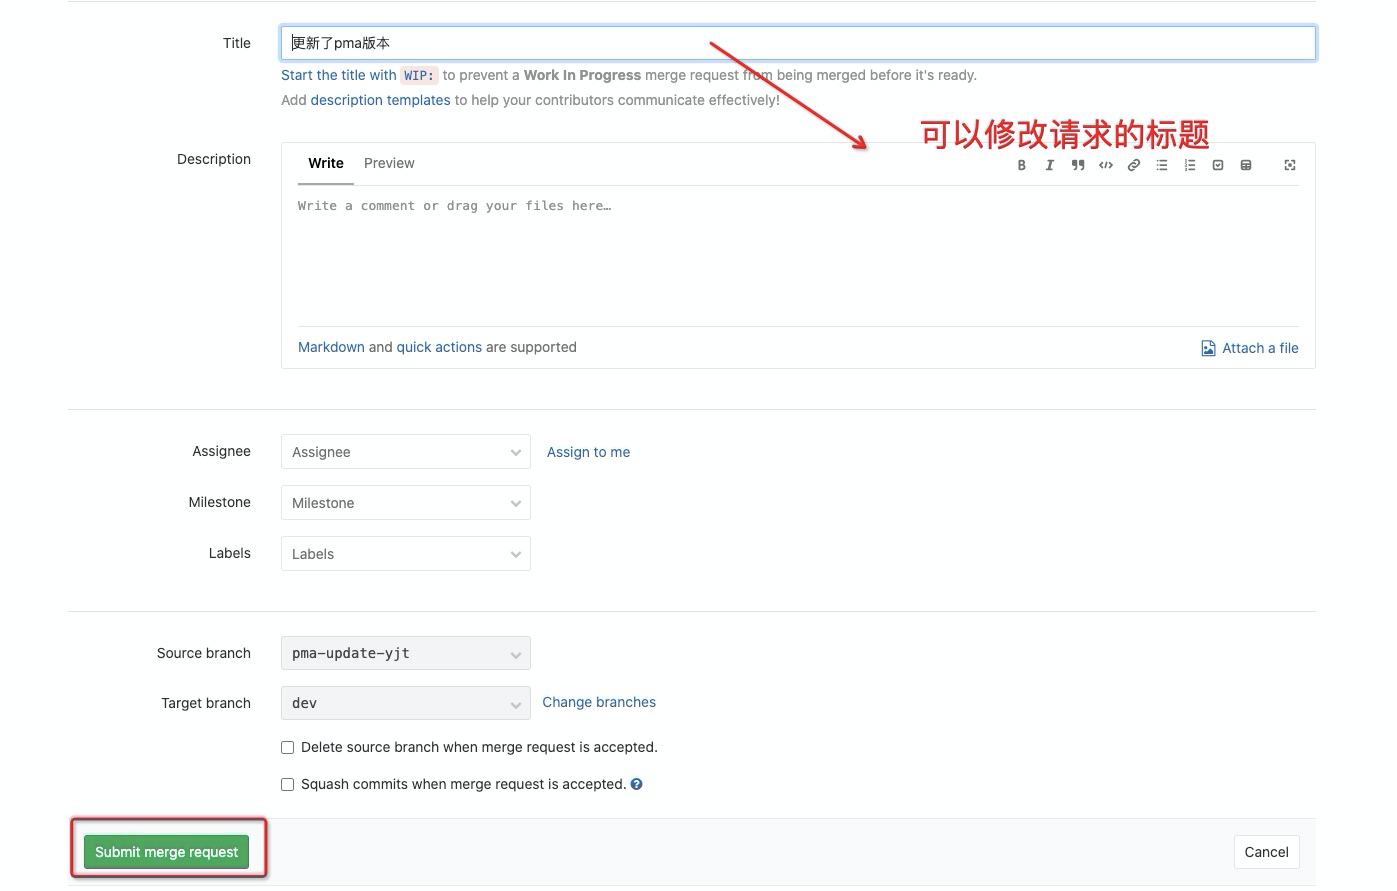 Title
更新了pma版本
Start the title with WIP: to prevent a Work In Progress merge request from being merged before it's ready.
Add description templates to help your contributors communicate effectively!
可以修改请求的标题
Description
Write Preview
Write a comment or drag your files here…
Markdown and quick actions are supported
Attach a file
Assignee
Assignee
Assign to me
Milestone
Milestone
Labels
Labels
Source branch
pma-update-yjt
Target branch
dev
Change branches
Delete source branch when merge request is accepted.
Squash commits when merge request is accepted.
Submit merge request
Cancel